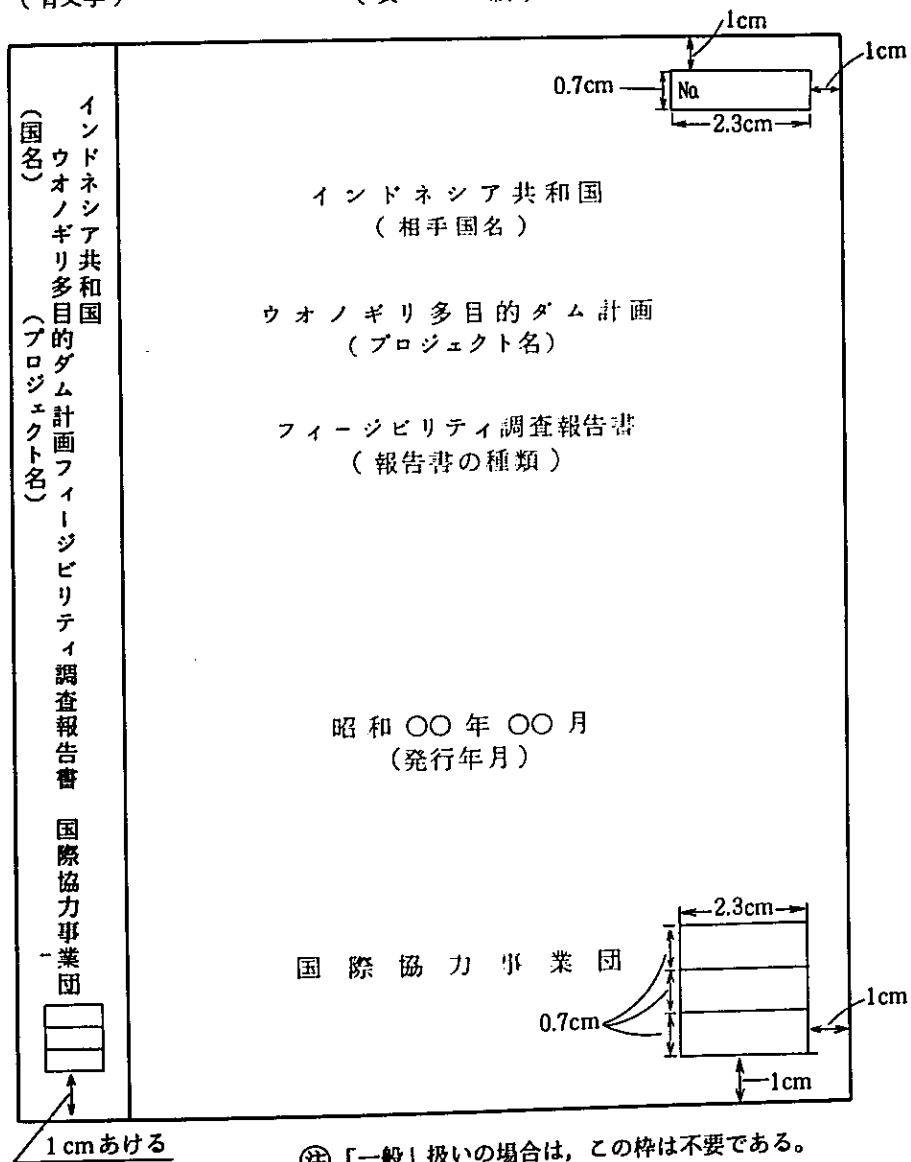 (背文字)
1cm
1cm
0.7cm
No.
2.3cm
インドネシア共和国
(相手国名)
ウオノギリ多目的ダム計画
(プロジェクト名)
フィージビリティ調査報告書
(報告書の種類)
昭和〇〇年〇〇月
(発行年月)
国際協力事業団
2.3cm
0.7cm
1cm
1cm
インドネシア共和国
ウオノギリ多目的ダム計画フィージビリティ調査報告書 国際協力事業団
(国名) (プロジェクト名)
1cmあける
注 「一般」扱いの場合は,この枠は不要である。